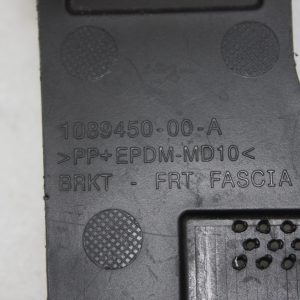 1089450-00-A
>PP+EPDM-MD10<
BRKT - FRT FASCIA